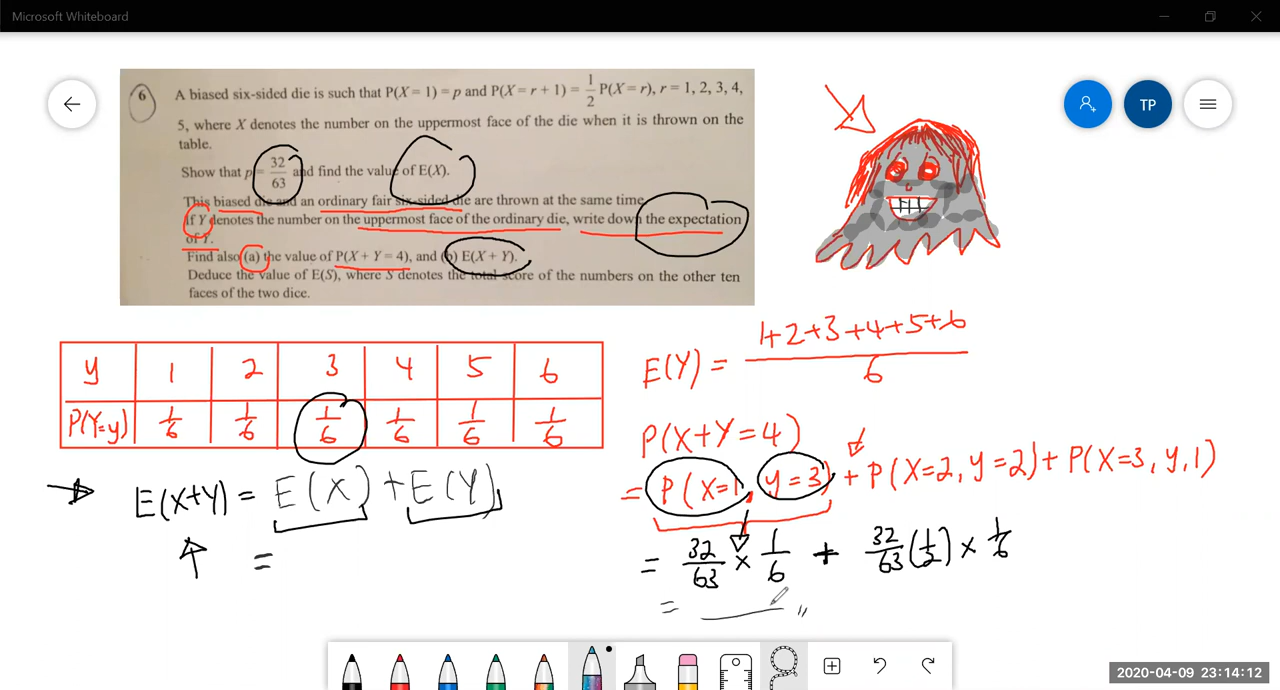 Microsoft Whiteboard
6 A biased six-sided die is such that P(X = 1) = p and P(X = r + 1) = 1/2 P(X = r), r = 1, 2, 3, 4,
5, where X denotes the number on the uppermost face of the die when it is thrown on the
table.
Show that p = 32/63 and find the value of E(X).
This biased die and an ordinary fair six-sided die are thrown at the same time.
If Y denotes the number on the uppermost face of the ordinary die, write down the expectation
of Y.
Find also (a) the value of P(X + Y = 4), and (b) E(X + Y).
Deduce the value of E(S), where S denotes the total score of the numbers on the other ten
faces of the two dice.
TP
y 1 2 3 4 5 6
P(Y=y) 1/6 1/6 1/6 1/6 1/6 1/6
E(X+Y) = E(X) + E(Y)
=
E(Y) = 1+2+3+4+5+6 / 6
P(X+Y=4)
= P(X=1, Y=3) + P(X=2, Y=2) + P(X=3, Y,1)
= 32/63 × 1/6 + 32/63 (1/2) × 1/6
= "
2020-04-09 23:14:12